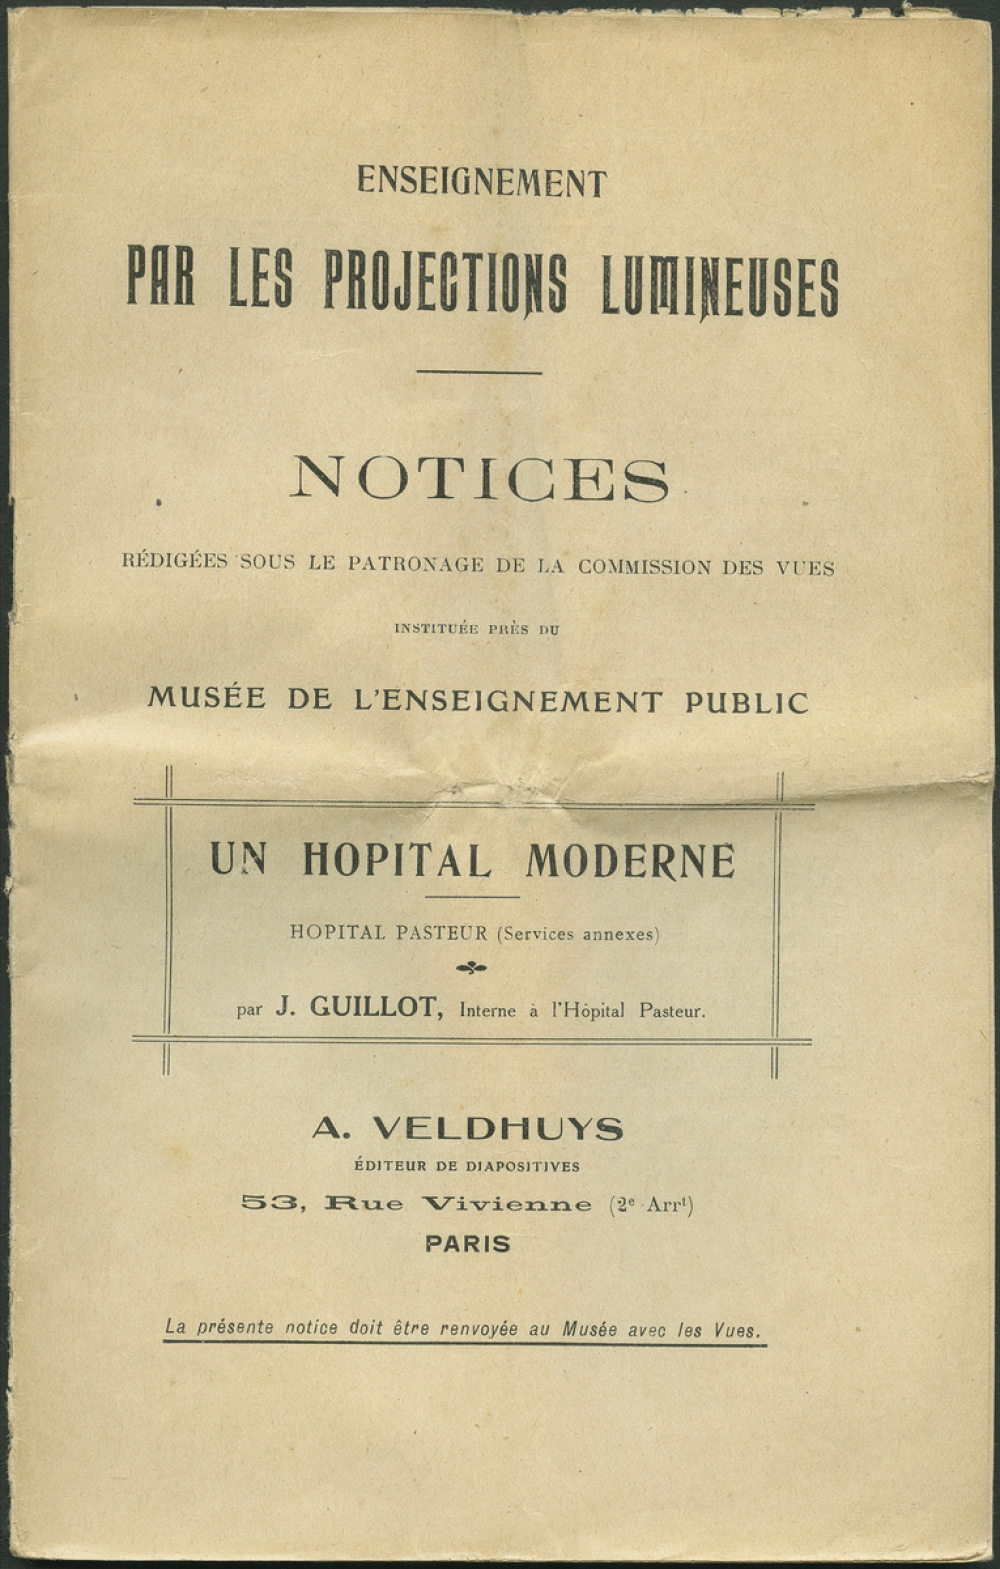 ENSEIGNEMENT
PAR LES PROJECTIONS LUMINEUSES
NOTICES
RÉDIGÉES SOUS LE PATRONAGE DE LA COMMISSION DES VUES
INSTITUÉE PRÈS DU
MUSÉE DE L'ENSEIGNEMENT PUBLIC
UN HOPITAL MODERNE
HOPITAL PASTEUR (Services annexes)
par J. GUILLOT, Interne à l'Hôpital Pasteur.
A. VELDHUYS
ÉDITEUR DE DIAPOSITIVES
53, Rue Vivienne (2e Arrt)
PARIS
La présente notice doit être renvoyée au Musée avec les Vues.